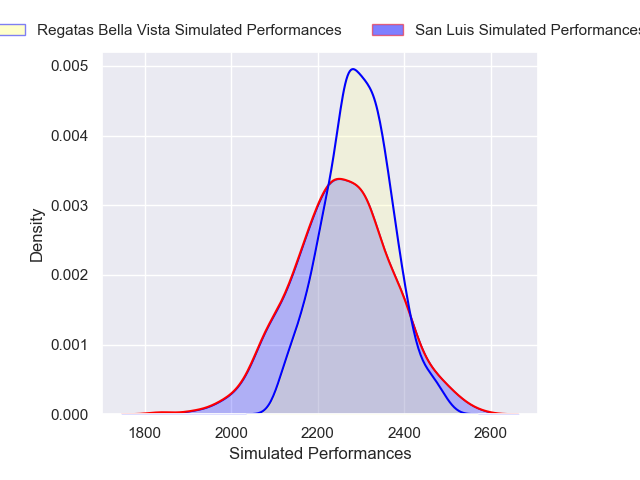 Regatas Bella Vista Simulated Performances
San Luis Simulated Performances
0.005
0.004
0.003
0.002
0.001
0.000
Density
1800 2000 2200 2400 2600
Simulated Performances